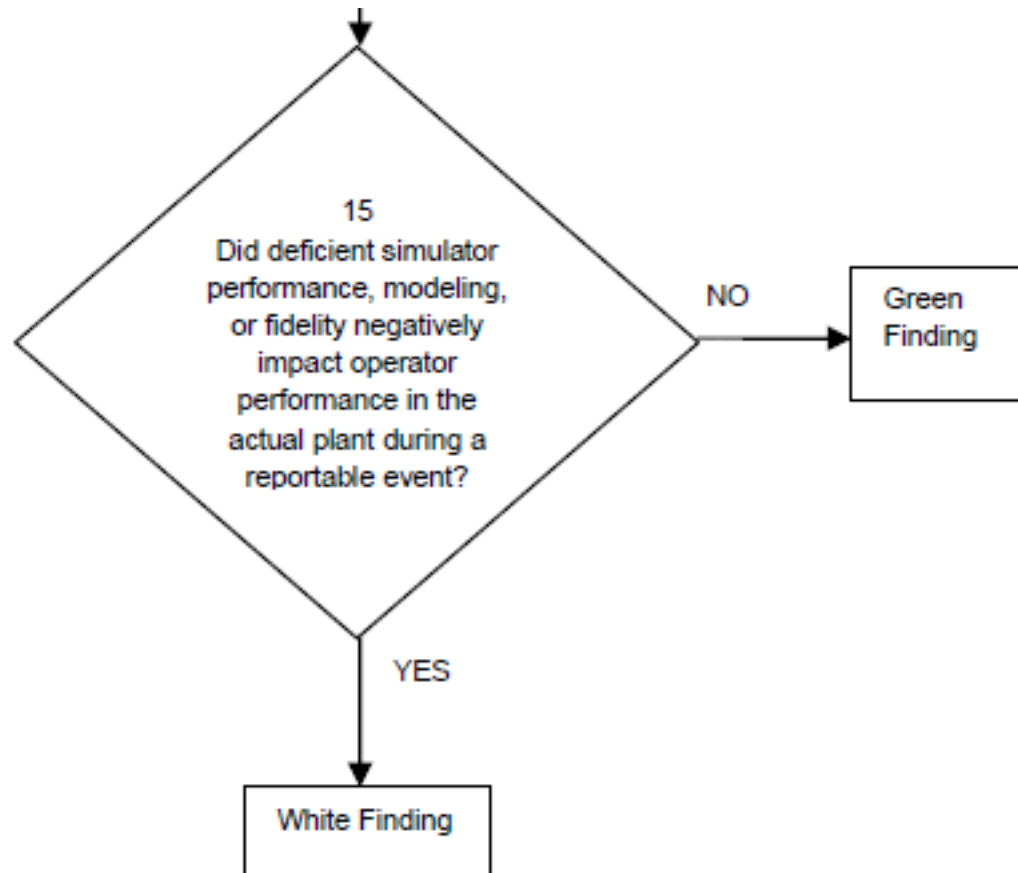 15
Did deficient simulator
performance, modeling,
or fidelity negatively
impact operator
performance in the
actual plant during a
reportable event?
NO
Green
Finding
YES
White Finding